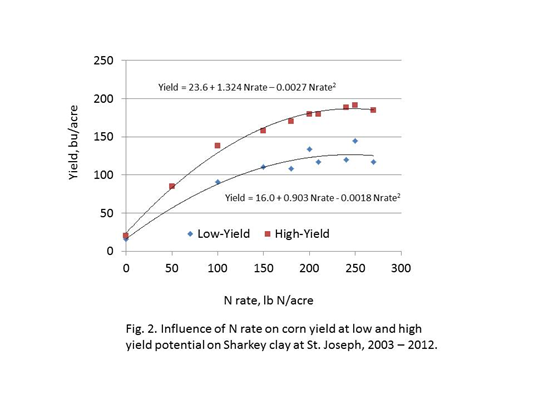 250
200
150
100
50
0
Yield, bu/acre
Yield = 23.6 + 1.324 Nrate – 0.0027 Nrate²
Yield = 16.0 + 0.903 Nrate - 0.0018 Nrate²
Low-Yield High-Yield
0 50 100 150 200 250 300
N rate, lb N/acre
Fig. 2. Influence of N rate on corn yield at low and high
yield potential on Sharkey clay at St. Joseph, 2003 – 2012.